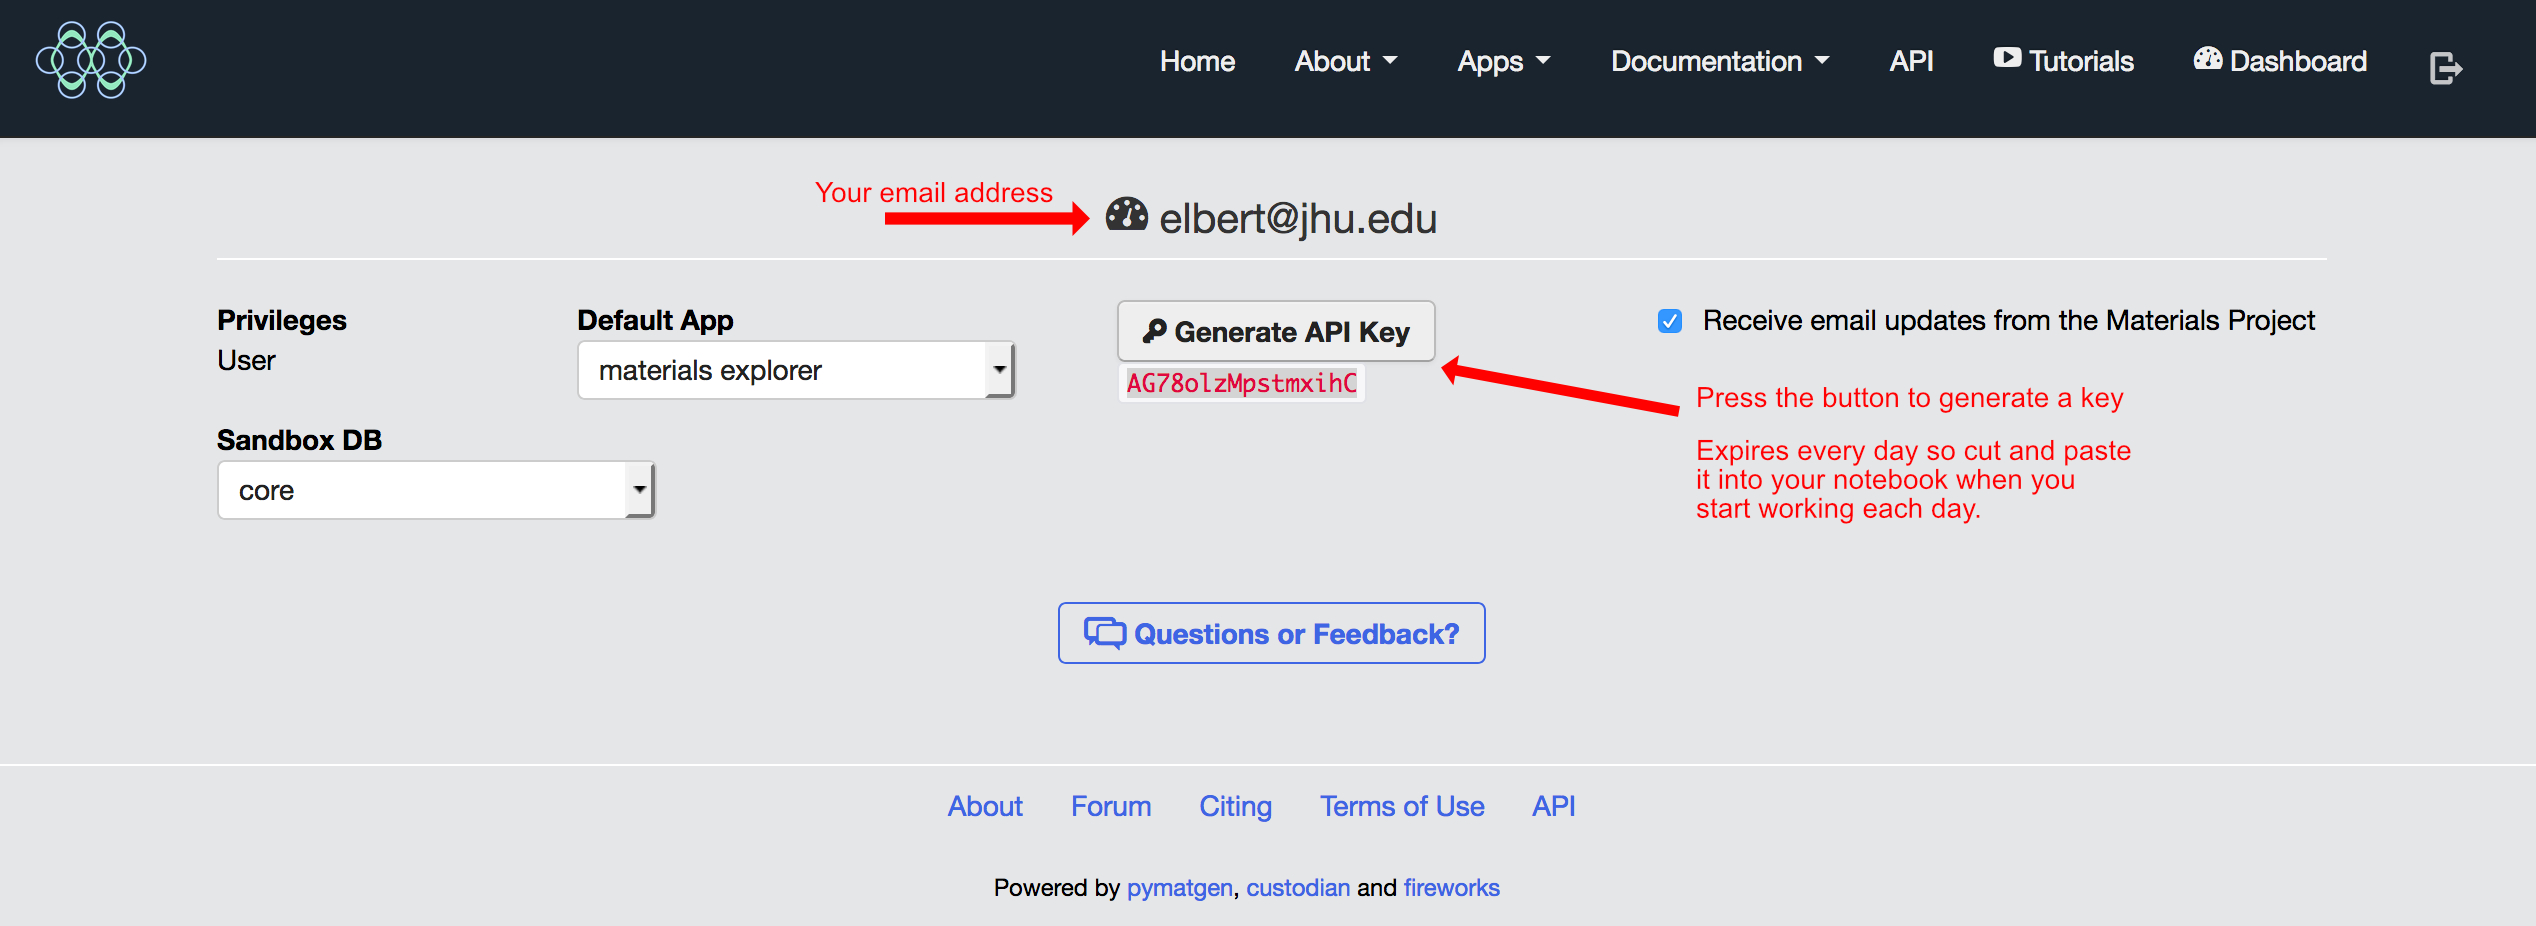 Home About Apps Documentation API Tutorials Dashboard
Your email address
elbert@jhu.edu
Privileges
User
Default App
materials explorer
Generate API Key
AG78olzMpstmxihC
Receive email updates from the Materials Project
Press the button to generate a key
Expires every day so cut and paste
it into your notebook when you
start working each day.
Sandbox DB
core
Questions or Feedback?
About Forum Citing Terms of Use API
Powered by pymatgen, custodian and fireworks